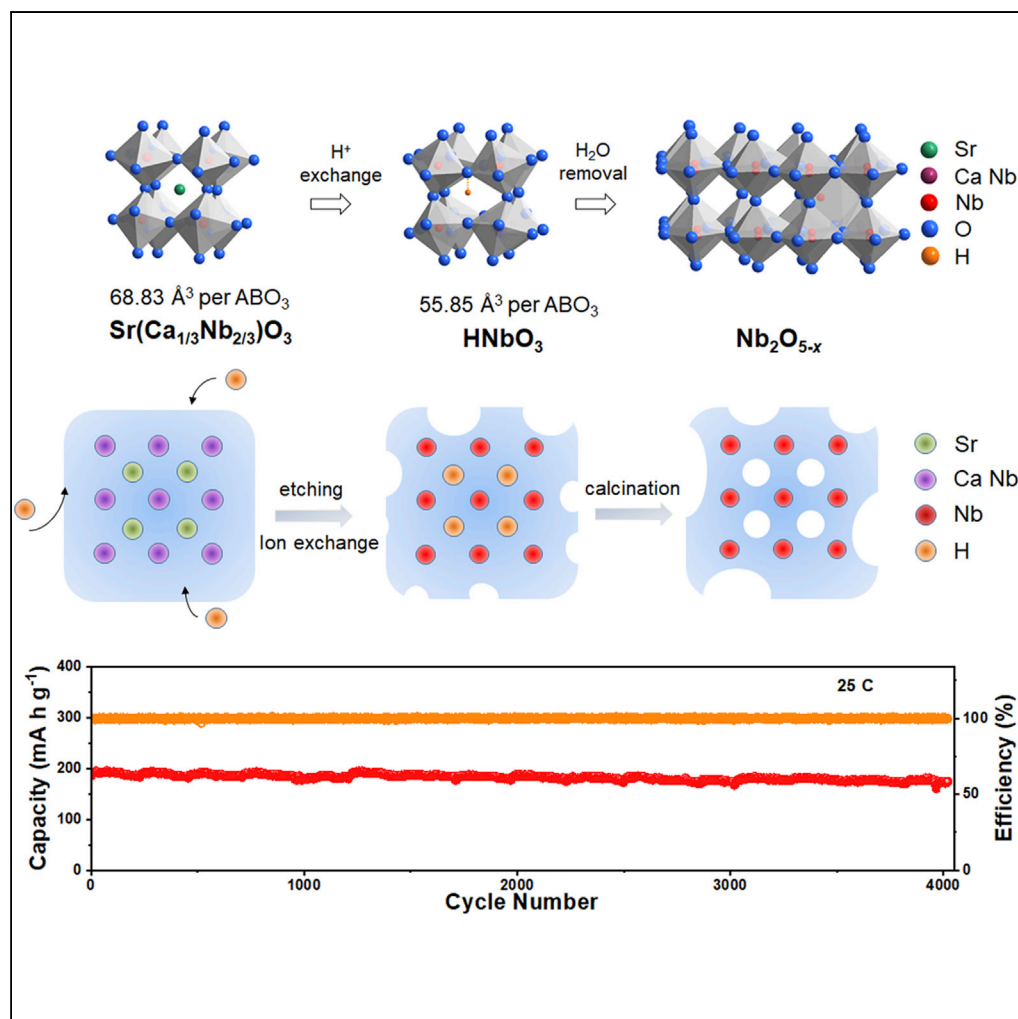 H⁺
exchange
H₂O
removal
Sr
Ca Nb
Nb
O
H
68.83 Å³ per ABO₃
55.85 Å³ per ABO₃
Sr(Ca₁/₃Nb₂/₃)O₃
HNbO₃
Nb₂O₅₋ₓ
etching
Ion exchange
calcination
Sr
Ca Nb
Nb
H
Capacity (mA h g⁻¹)
400
300
200
100
0
25 C
100
50
0
Efficiency (%)
0
1000
2000
3000
4000
Cycle Number